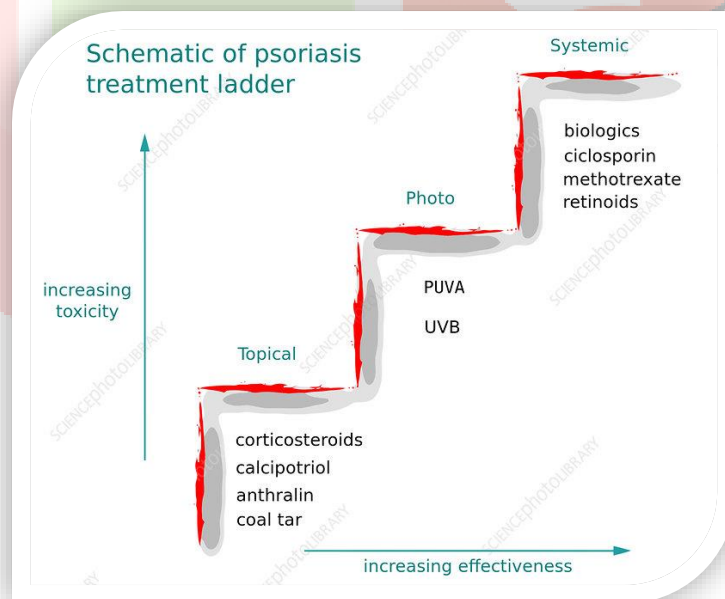 Schematic of psoriasis
treatment ladder
Systemic
biologics
ciclosporin
methotrexate
retinoids
Photo
PUVA
UVB
increasing
toxicity
Topical
corticosteroids
calcipotriol
anthralin
coal tar
increasing effectiveness
SCIENCEphotoLIBRARY